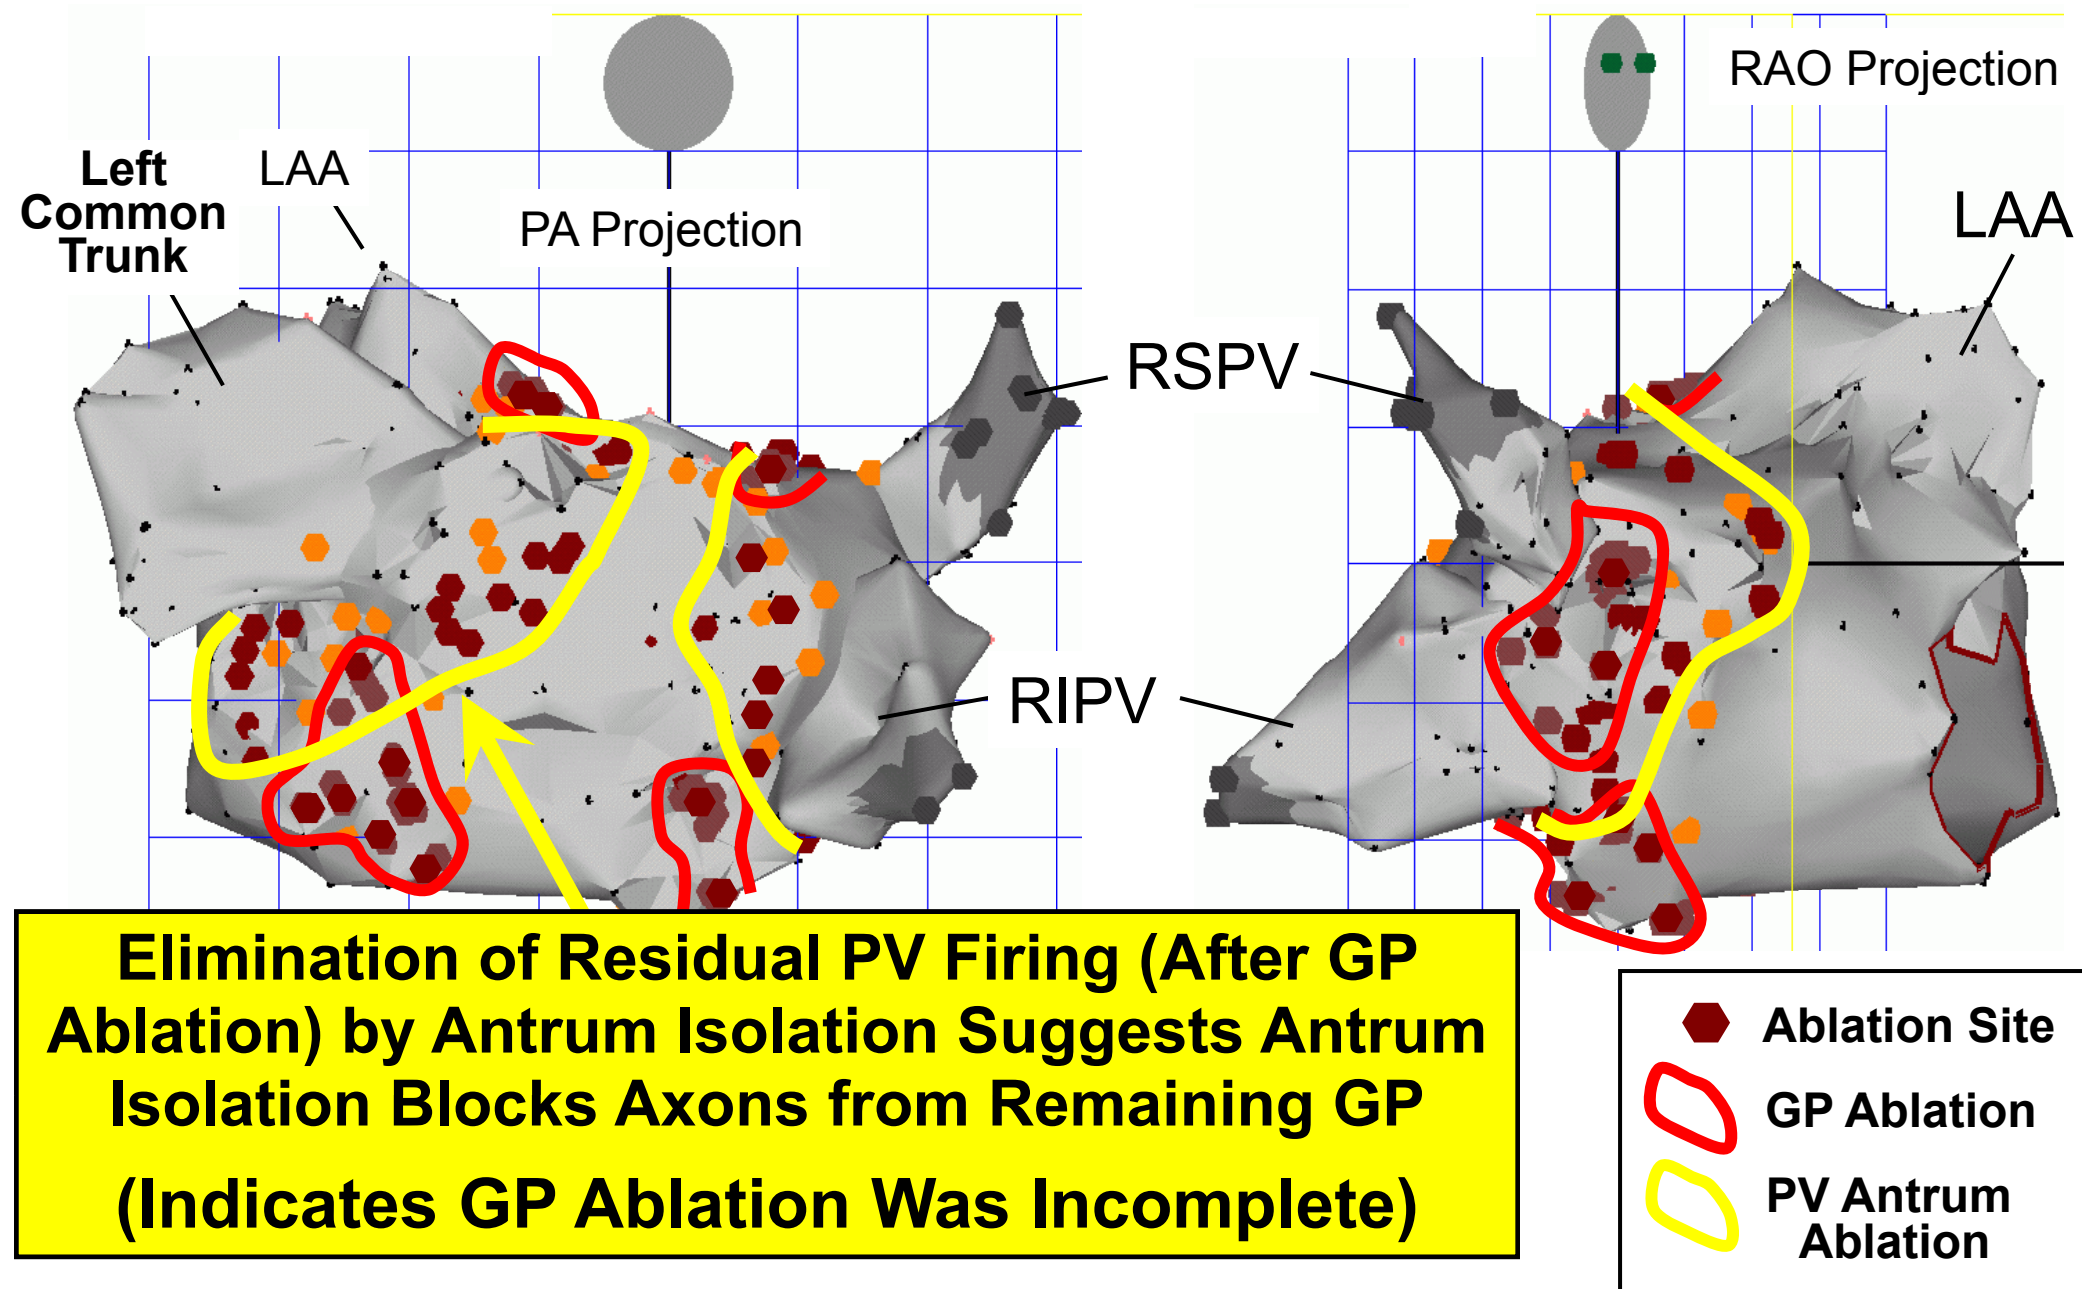 RAO Projection
Left
Common
Trunk
LAA
PA Projection
LAA
RSPV
RIPV
Elimination of Residual PV Firing (After GP
Ablation) by Antrum Isolation Suggests Antrum
Isolation Blocks Axons from Remaining GP
(Indicates GP Ablation Was Incomplete)
Ablation Site
GP Ablation
PV Antrum
Ablation